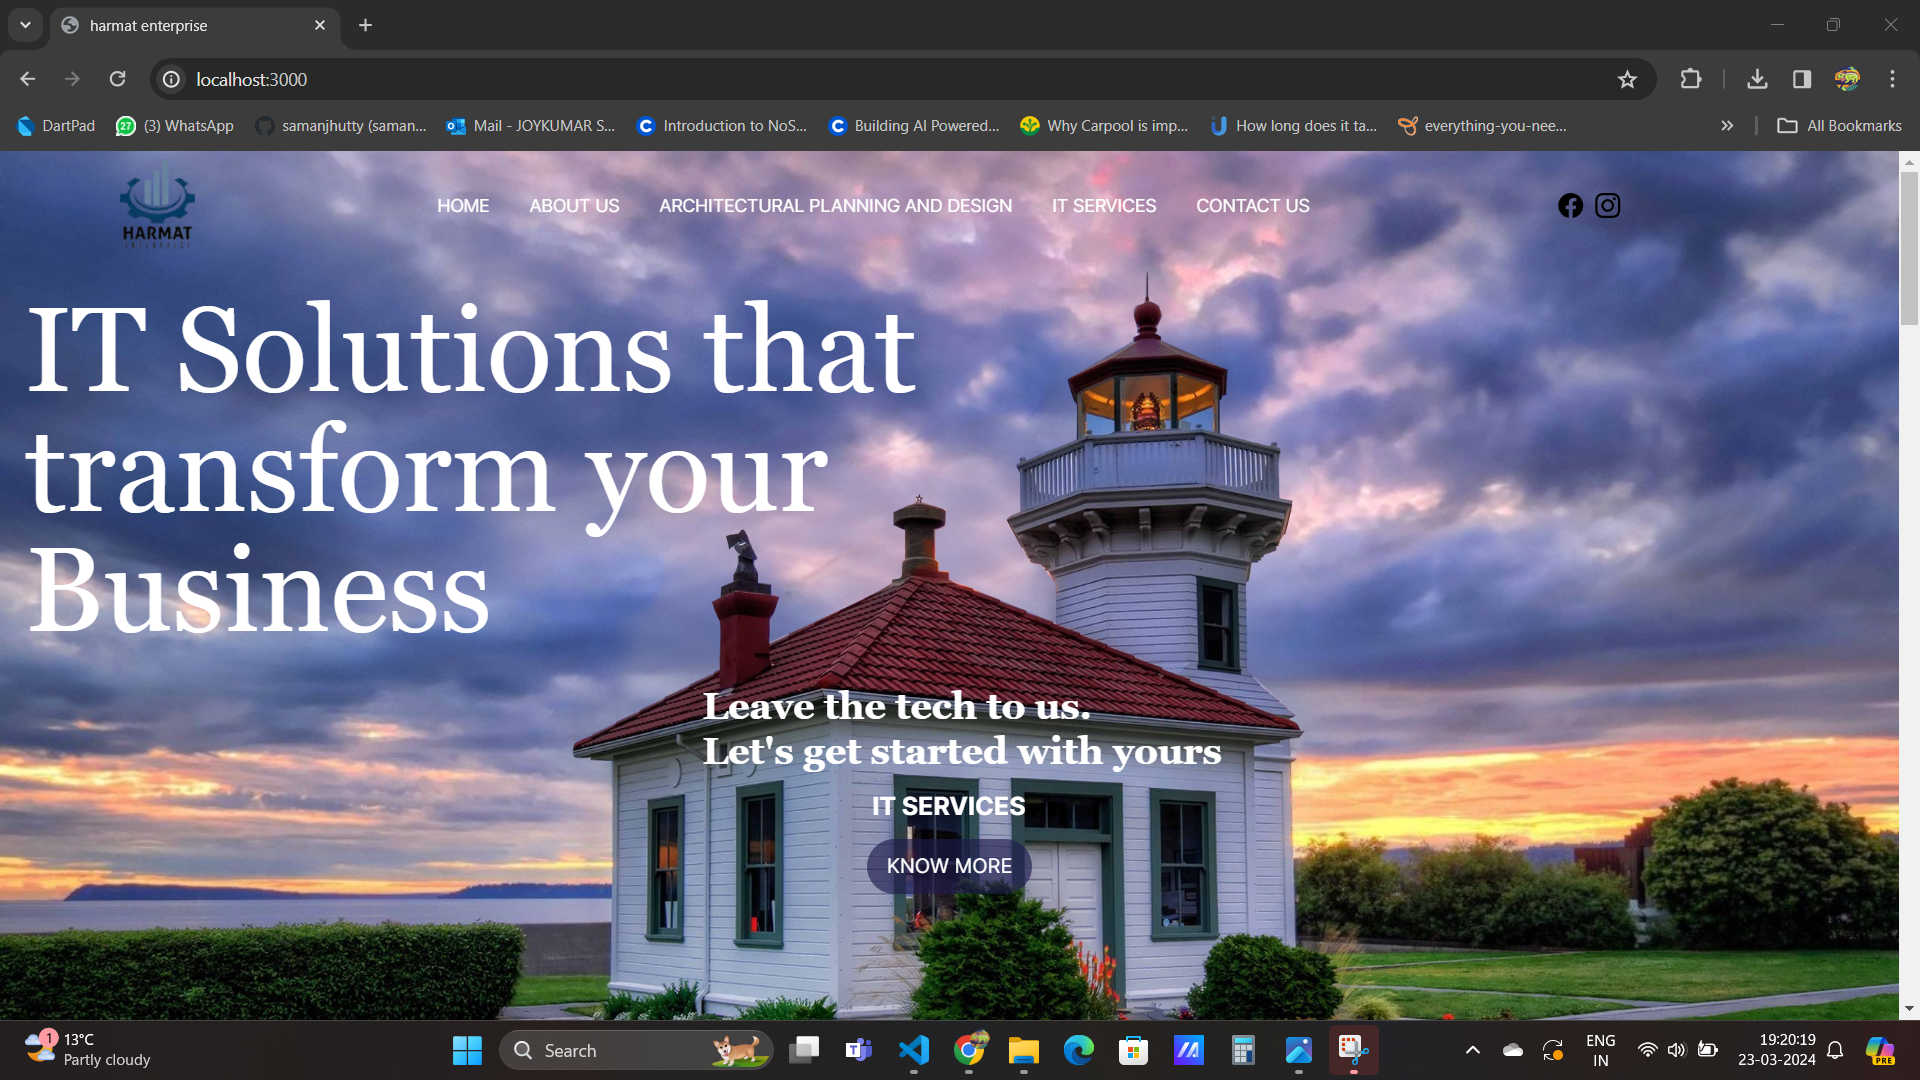 harmat enterprise
localhost:3000
DartPad
27
(3) WhatsApp
samanjhutty (saman...
Mail - JOYKUMAR S...
Introduction to NoS...
Building AI Powered...
Why Carpool is imp...
How long does it ta...
everything-you-nee...
All Bookmarks
HARMAT
ENTERPRISE
HOME
ABOUT US
ARCHITECTURAL PLANNING AND DESIGN
IT SERVICES
CONTACT US
IT Solutions that
transform your
Business
Leave the tech to us.
Let's get started with yours
IT SERVICES
KNOW MORE
1
13°C
Partly cloudy
Search
ENG
IN
19:20:19
23-03-2024
PRE